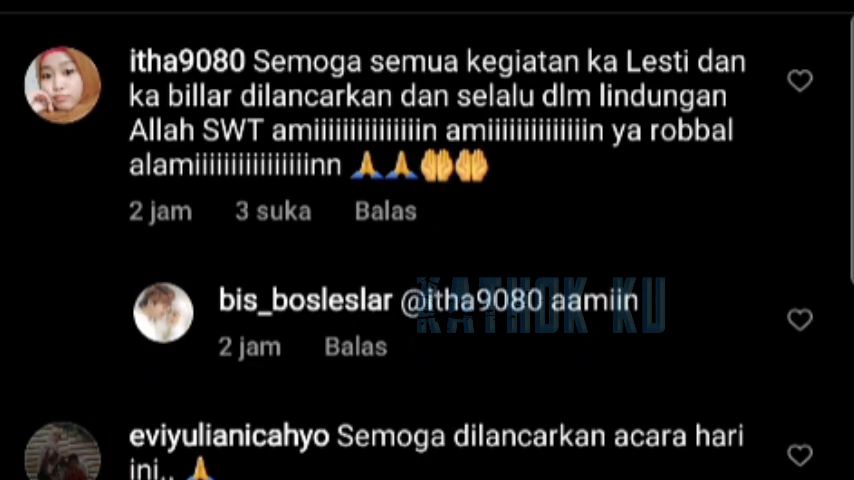 itha9080 Semoga semua kegiatan ka Lesti dan
ka billar dilancarkan dan selalu dlm lindungan
Allah SWT amiiiiiiiiiiiiiiin amiiiiiiiiiiiiiin ya robbal
alamiiiiiiiiiiiiiiiinn 🙏🙏🤲🤲
2 jam 3 suka Balas
bis_bosleslar @itha9080 aamiin
KATHOK KU
2 jam Balas
eviyulianicahyo Semoga dilancarkan acara hari
ini.. 🙏